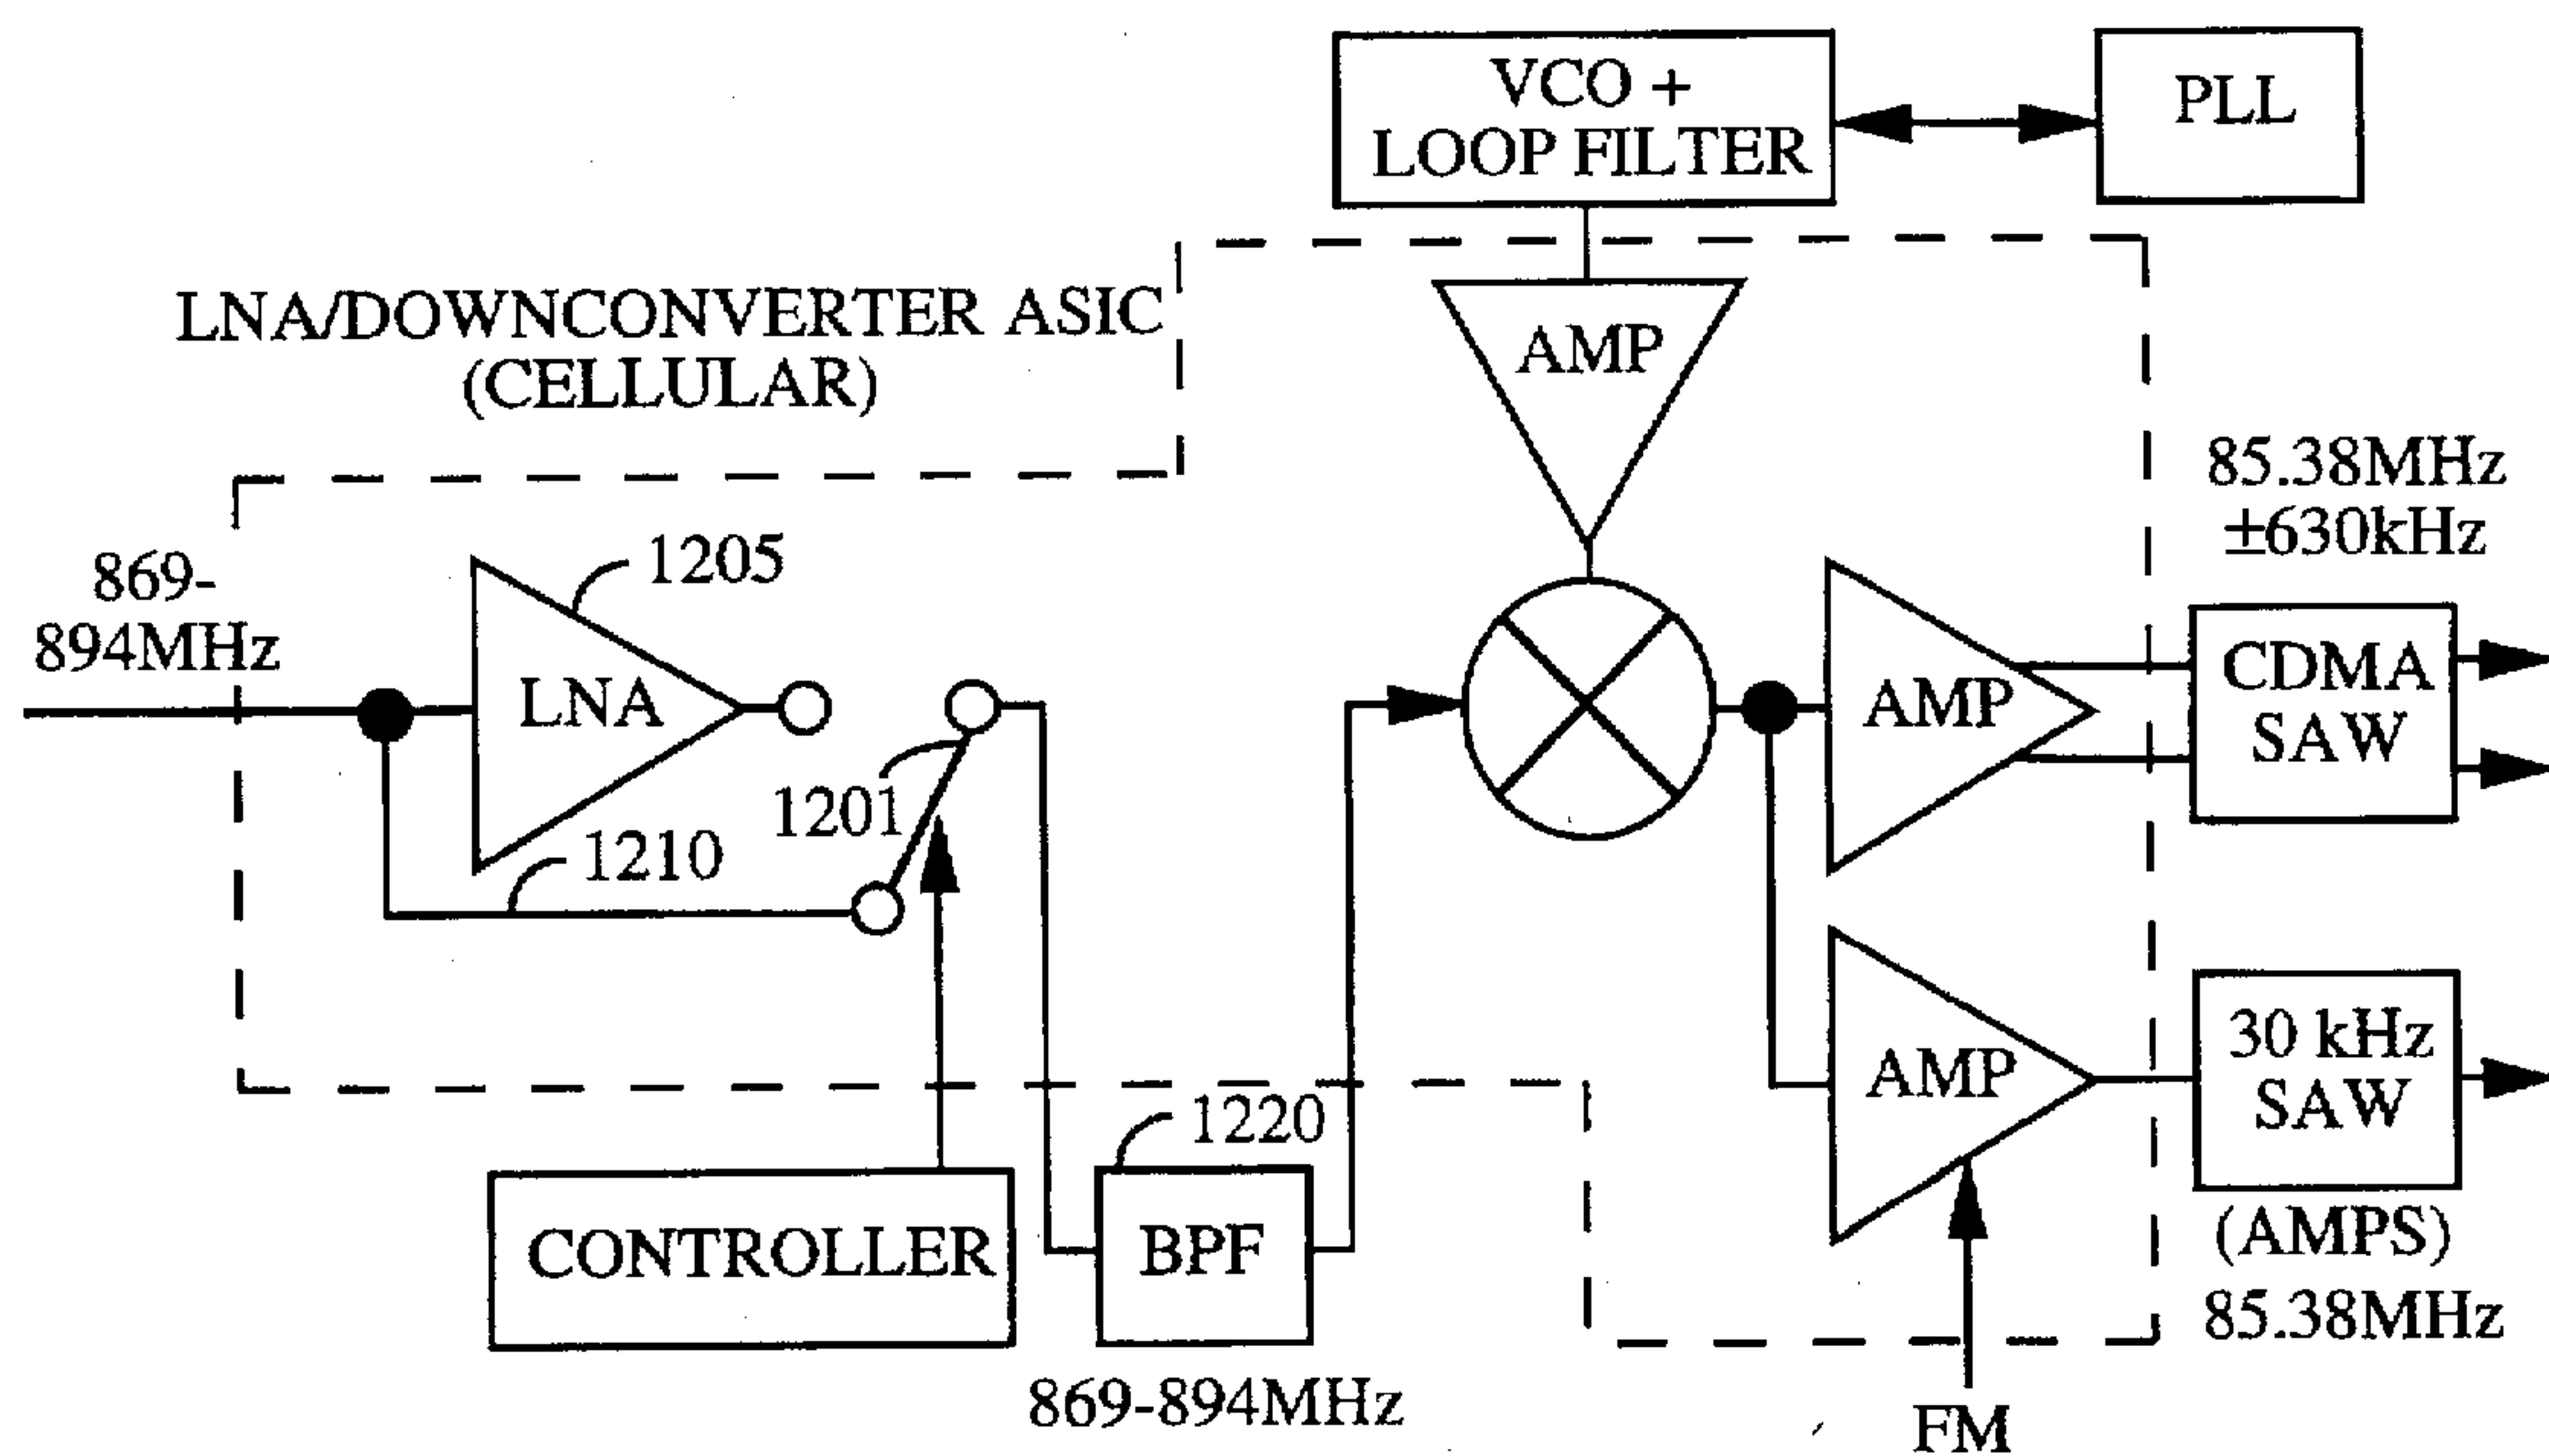 VCO +
LOOP FILTER
PLL
LNA/DOWNCONVERTER ASIC
(CELLULAR)
AMP
85.38MHz
±630kHz
869-
894MHz
1205
LNA
1201
1210
AMP
CDMA
SAW
AMP
30 kHz
SAW
(AMPS)
85.38MHz
1220
CONTROLLER
BPF
869-894MHz
FM